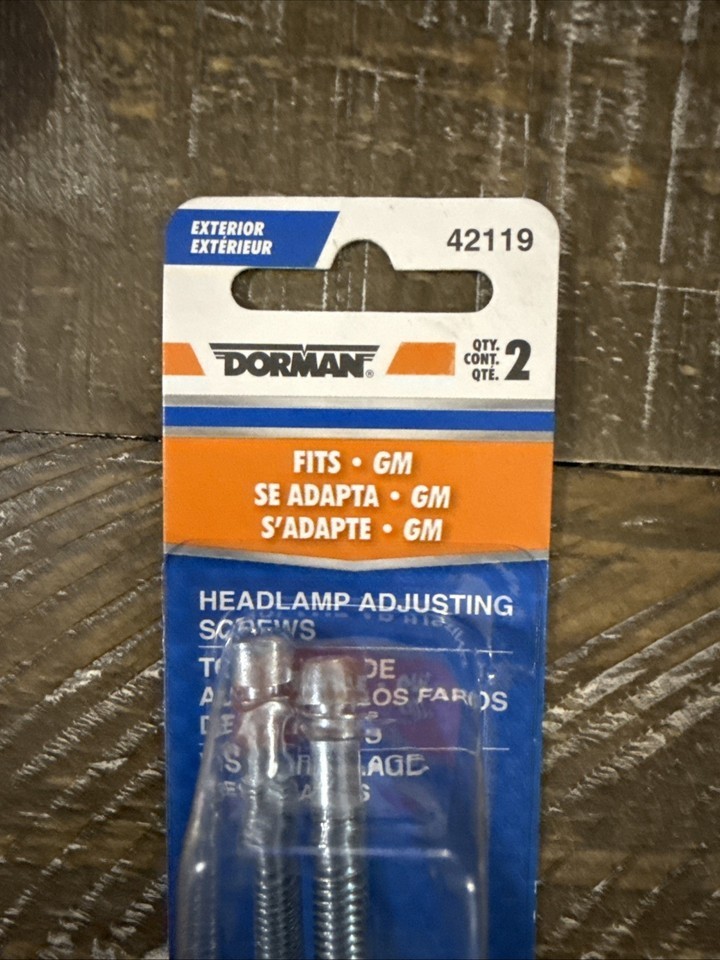 EXTERIOR
EXTÉRIEUR
42119
DORMAN®
QTY.
CONT.
QTÉ.
2
FITS • GM
SE ADAPTA • GM
S'ADAPTE • GM
HEADLAMP ADJUSTING
SCREWS
DE
LOS FAROS